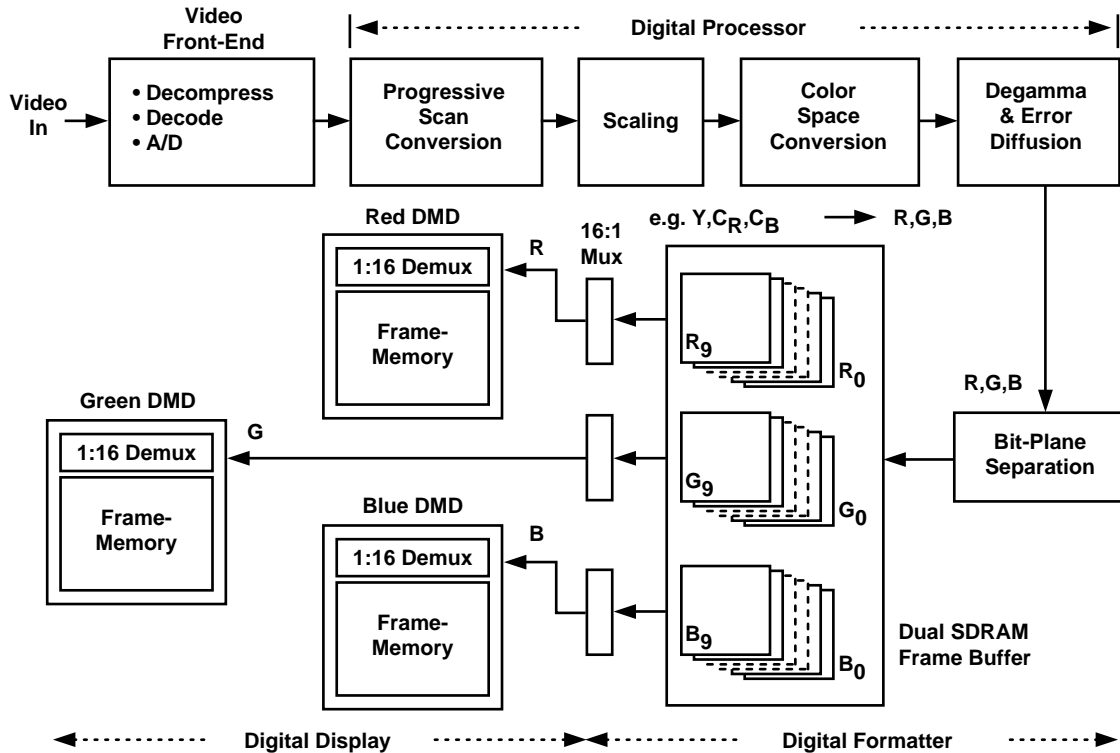 Video
Front-End
Digital Processor
Video
In
• Decompress
• Decode
• A/D
Progressive
Scan
Conversion
Scaling
Color
Space
Conversion
Degamma
& Error
Diffusion
e.g. Y,CR,CB
R,G,B
Red DMD
1:16 Demux
Frame-
Memory
R
16:1
Mux
R9
R0
R,G,B
Green DMD
1:16 Demux
Frame-
Memory
G
G9
G0
Bit-Plane
Separation
Blue DMD
1:16 Demux
Frame-
Memory
B
B9
B0
Dual SDRAM
Frame Buffer
Digital Display
Digital Formatter